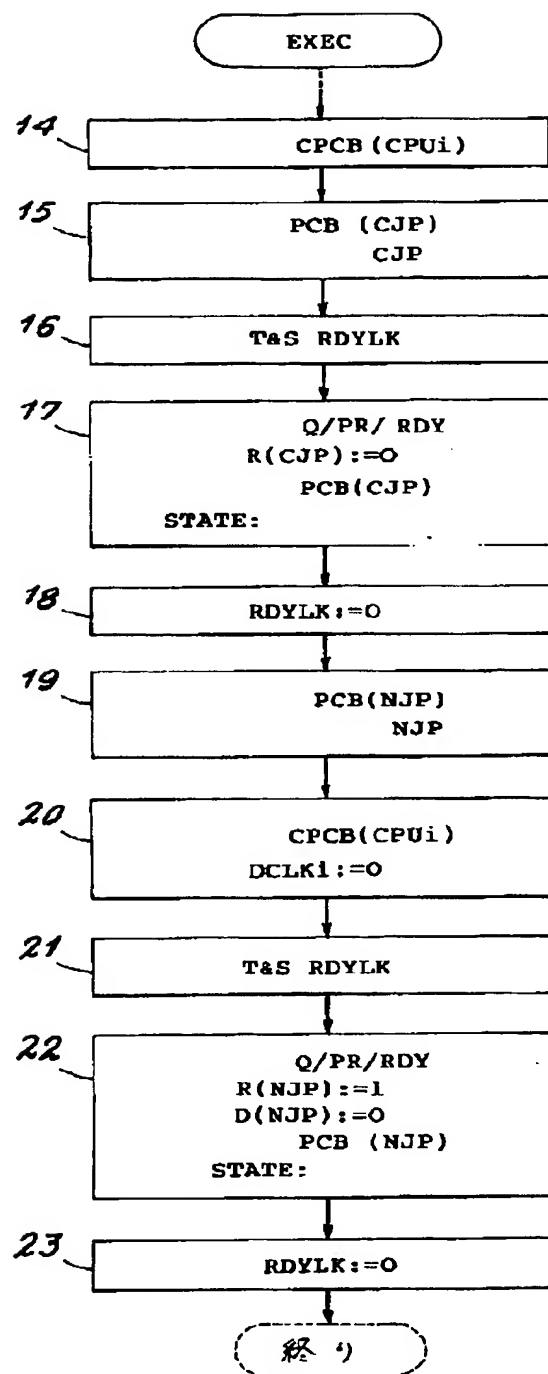 EXEC
14
CPCB (CPUi)
15
PCB (CJP)
CJP
16
T&S RDYLK
17
Q/PR/ RDY
R(CJP):=0
PCB(CJP)
STATE:
18
RDYLK:=0
19
PCB(NJP)
NJP
20
CPCB(CPUi)
DCLK1:=0
21
T&S RDYLK
22
Q/PR/RDY
R(NJP):=1
D(NJP):=0
PCB (NJP)
STATE:
23
RDYLK:=0
終り